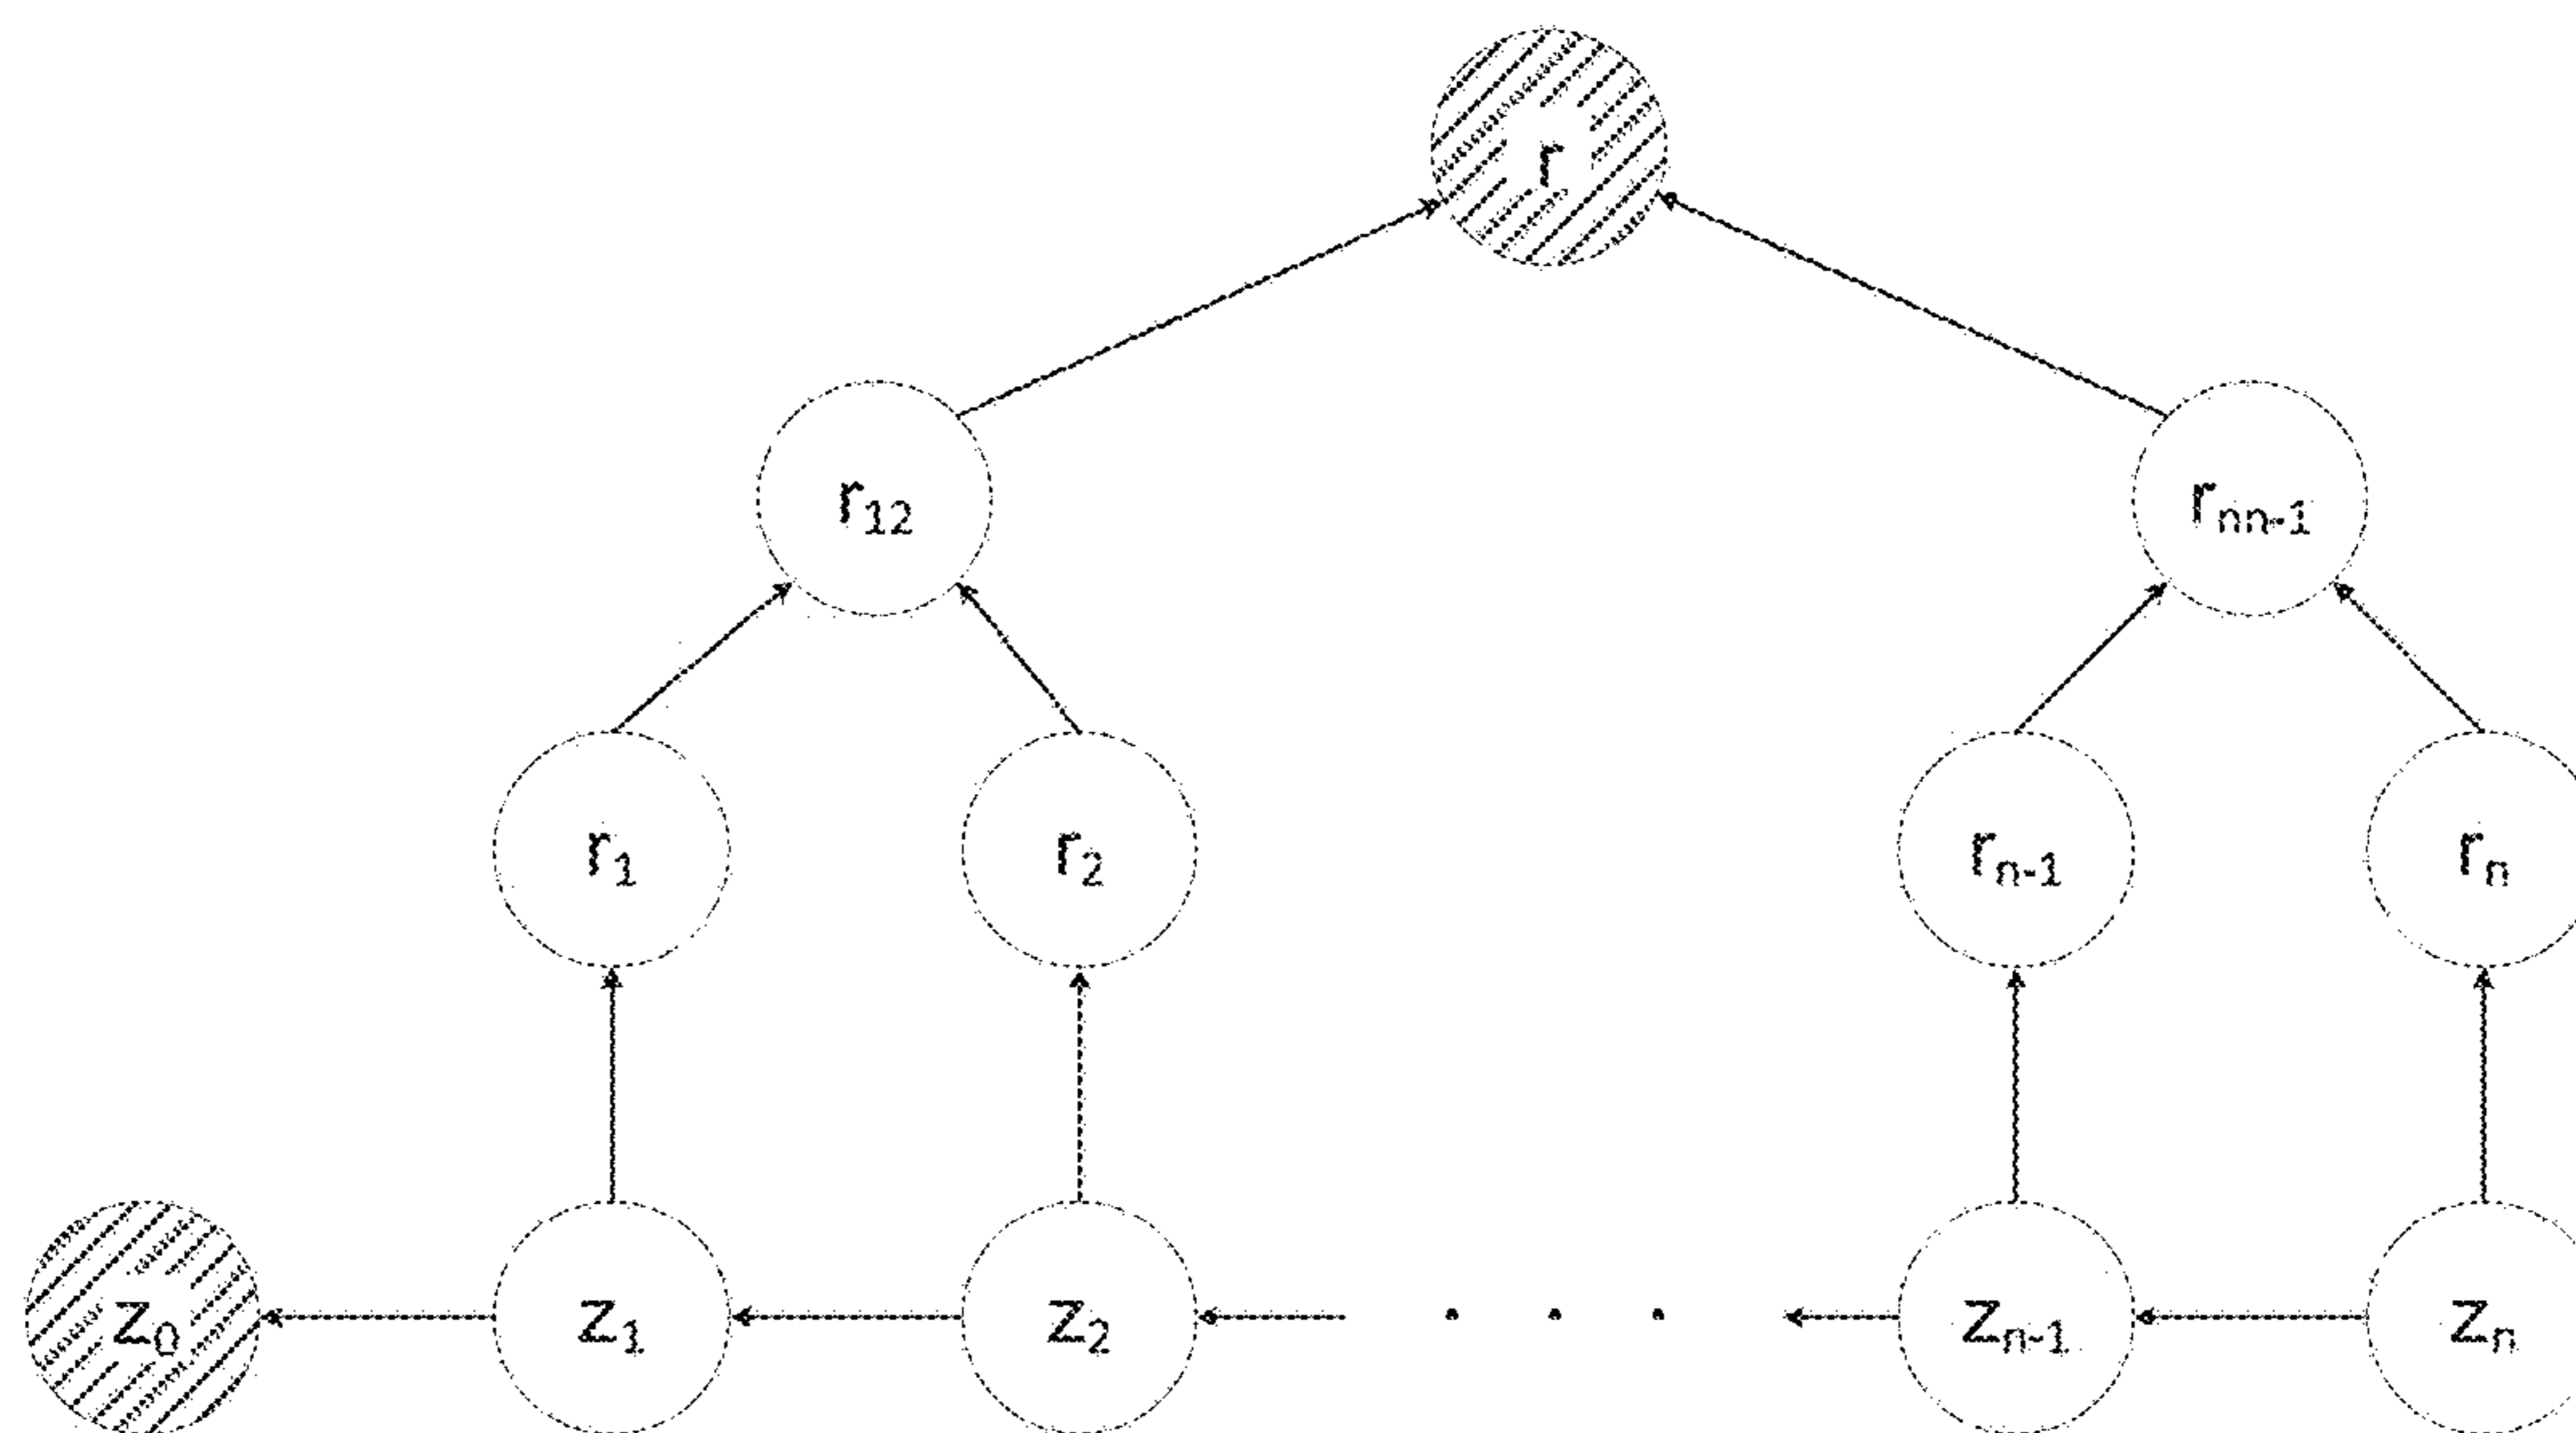 r
r₁₂ rₙₙ₋₁
r₁ r₂ rₙ₋₁ rₙ
z₀ z₁ z₂ . . . zₙ₋₁ zₙ